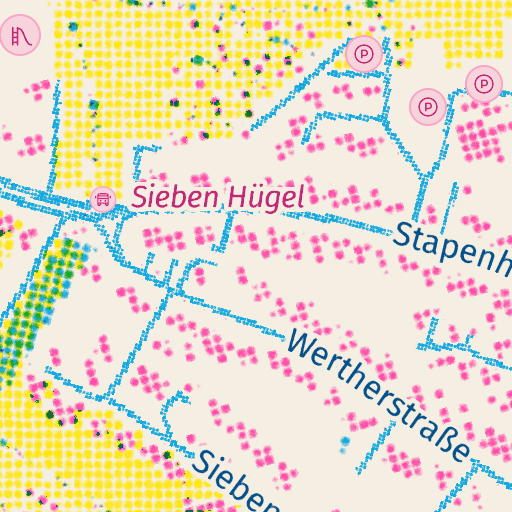 P
P
P
Sieben Hügel
Stapenh
Wertherstraße
Sieben